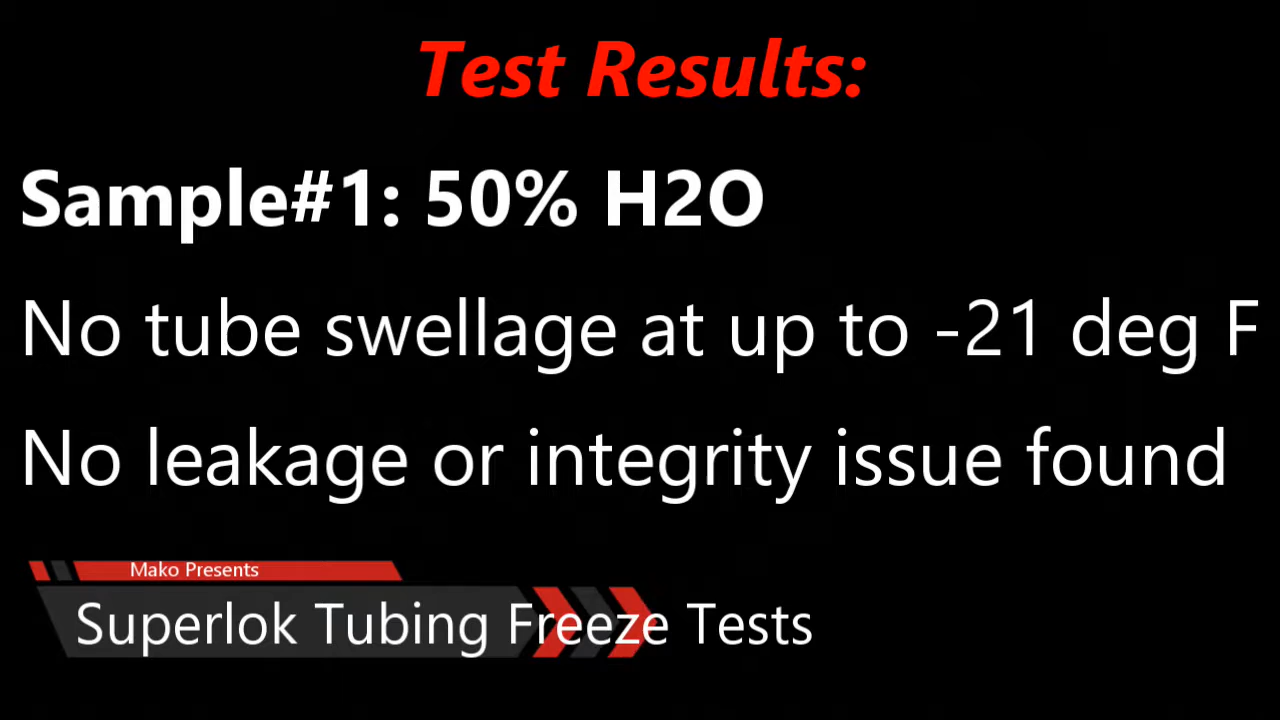 Test Results:
Sample#1: 50% H2O
No tube swellage at up to -21 deg F
No leakage or integrity issue found
Mako Presents
Superlok Tubing Freeze Tests